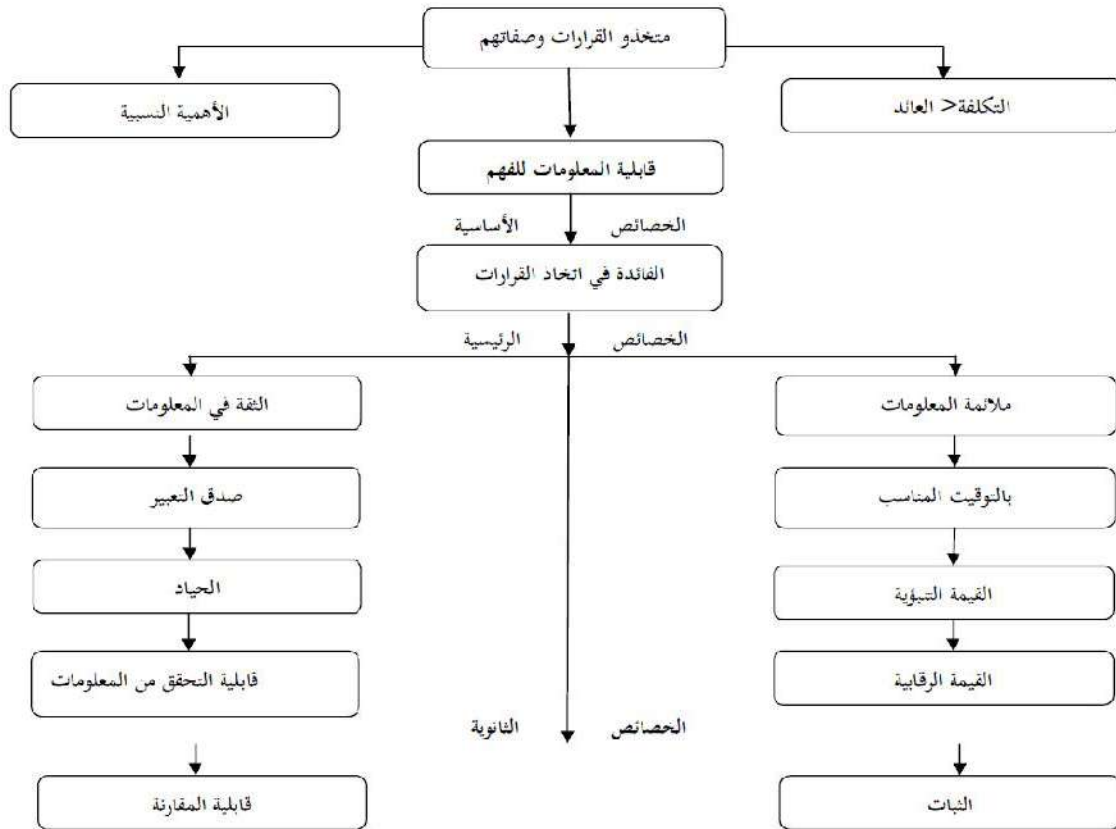 متخذو القرارات وصفاتهم
التكلفة> العائد
الأهمية النسبية
قابلية المعلومات للفهم
الخصائص الأساسية
الفائدة في اتخاد القرارات
الخصائص الرئيسية
ملائمة المعلومات
الثقة في المعلومات
بالتوقيت المناسب
صدق التعبير
القيمة التنبؤية
الحياد
القيمة الرقابية
قابلية التحقق من المعلومات
الخصائص الثانوية
الثبات
قابلية المقارنة